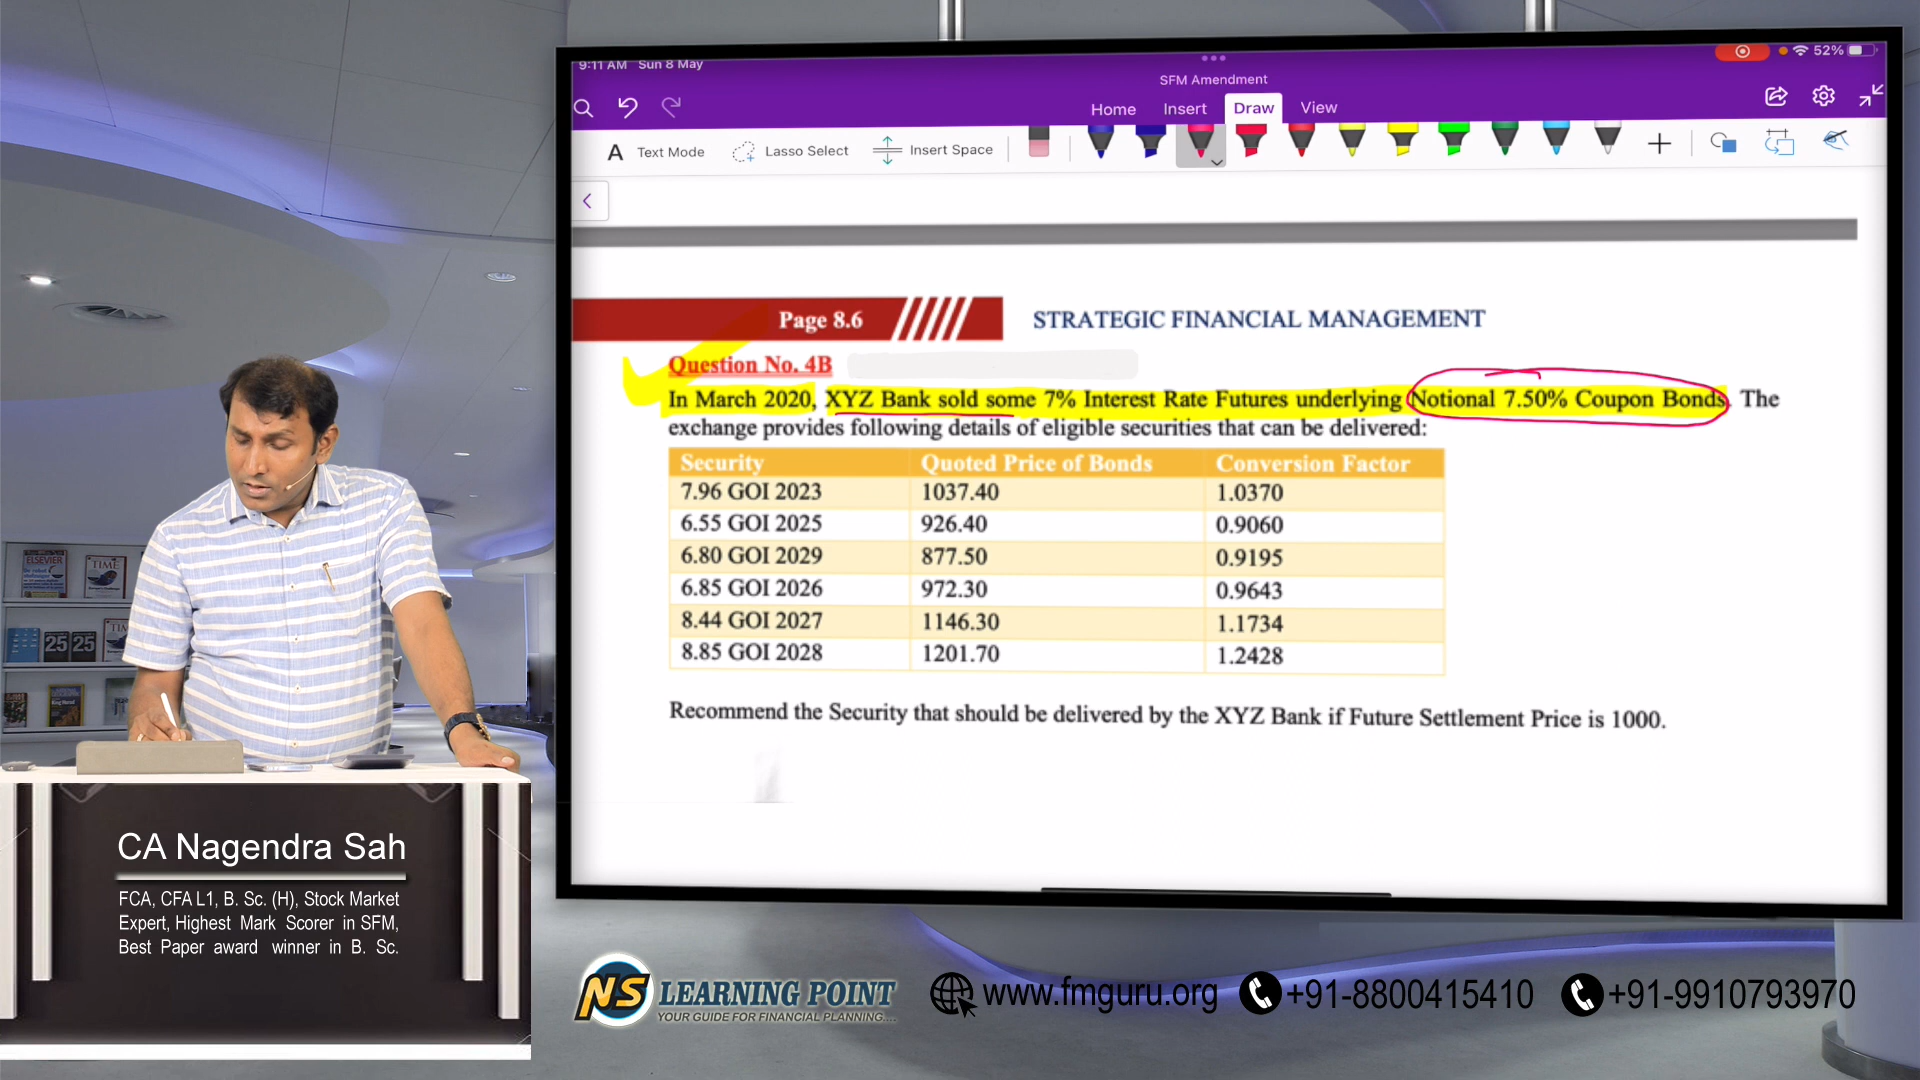 9:11 AM Sun 8 May
52%
SFM Amendment
Home Insert Draw View
A Text Mode Lasso Select Insert Space
Page 8.6
STRATEGIC FINANCIAL MANAGEMENT
Question No. 4B
In March 2020, XYZ Bank sold some 7% Interest Rate Futures underlying Notional 7.50% Coupon Bonds. The
exchange provides following details of eligible securities that can be delivered:
Security Quoted Price of Bonds Conversion Factor
7.96 GOI 2023 1037.40 1.0370
6.55 GOI 2025 926.40 0.9060
6.80 GOI 2029 877.50 0.9195
6.85 GOI 2026 972.30 0.9643
8.44 GOI 2027 1146.30 1.1734
8.85 GOI 2028 1201.70 1.2428
Recommend the Security that should be delivered by the XYZ Bank if Future Settlement Price is 1000.
ELSEVIER
TIME
25 25
CA Nagendra Sah
FCA, CFA L1, B. Sc. (H), Stock Market
Expert, Highest Mark Scorer in SFM,
Best Paper award winner in B. Sc.
NS LEARNING POINT
YOUR GUIDE FOR FINANCIAL PLANNING....
www.fmguru.org
+91-8800415410
+91-9910793970